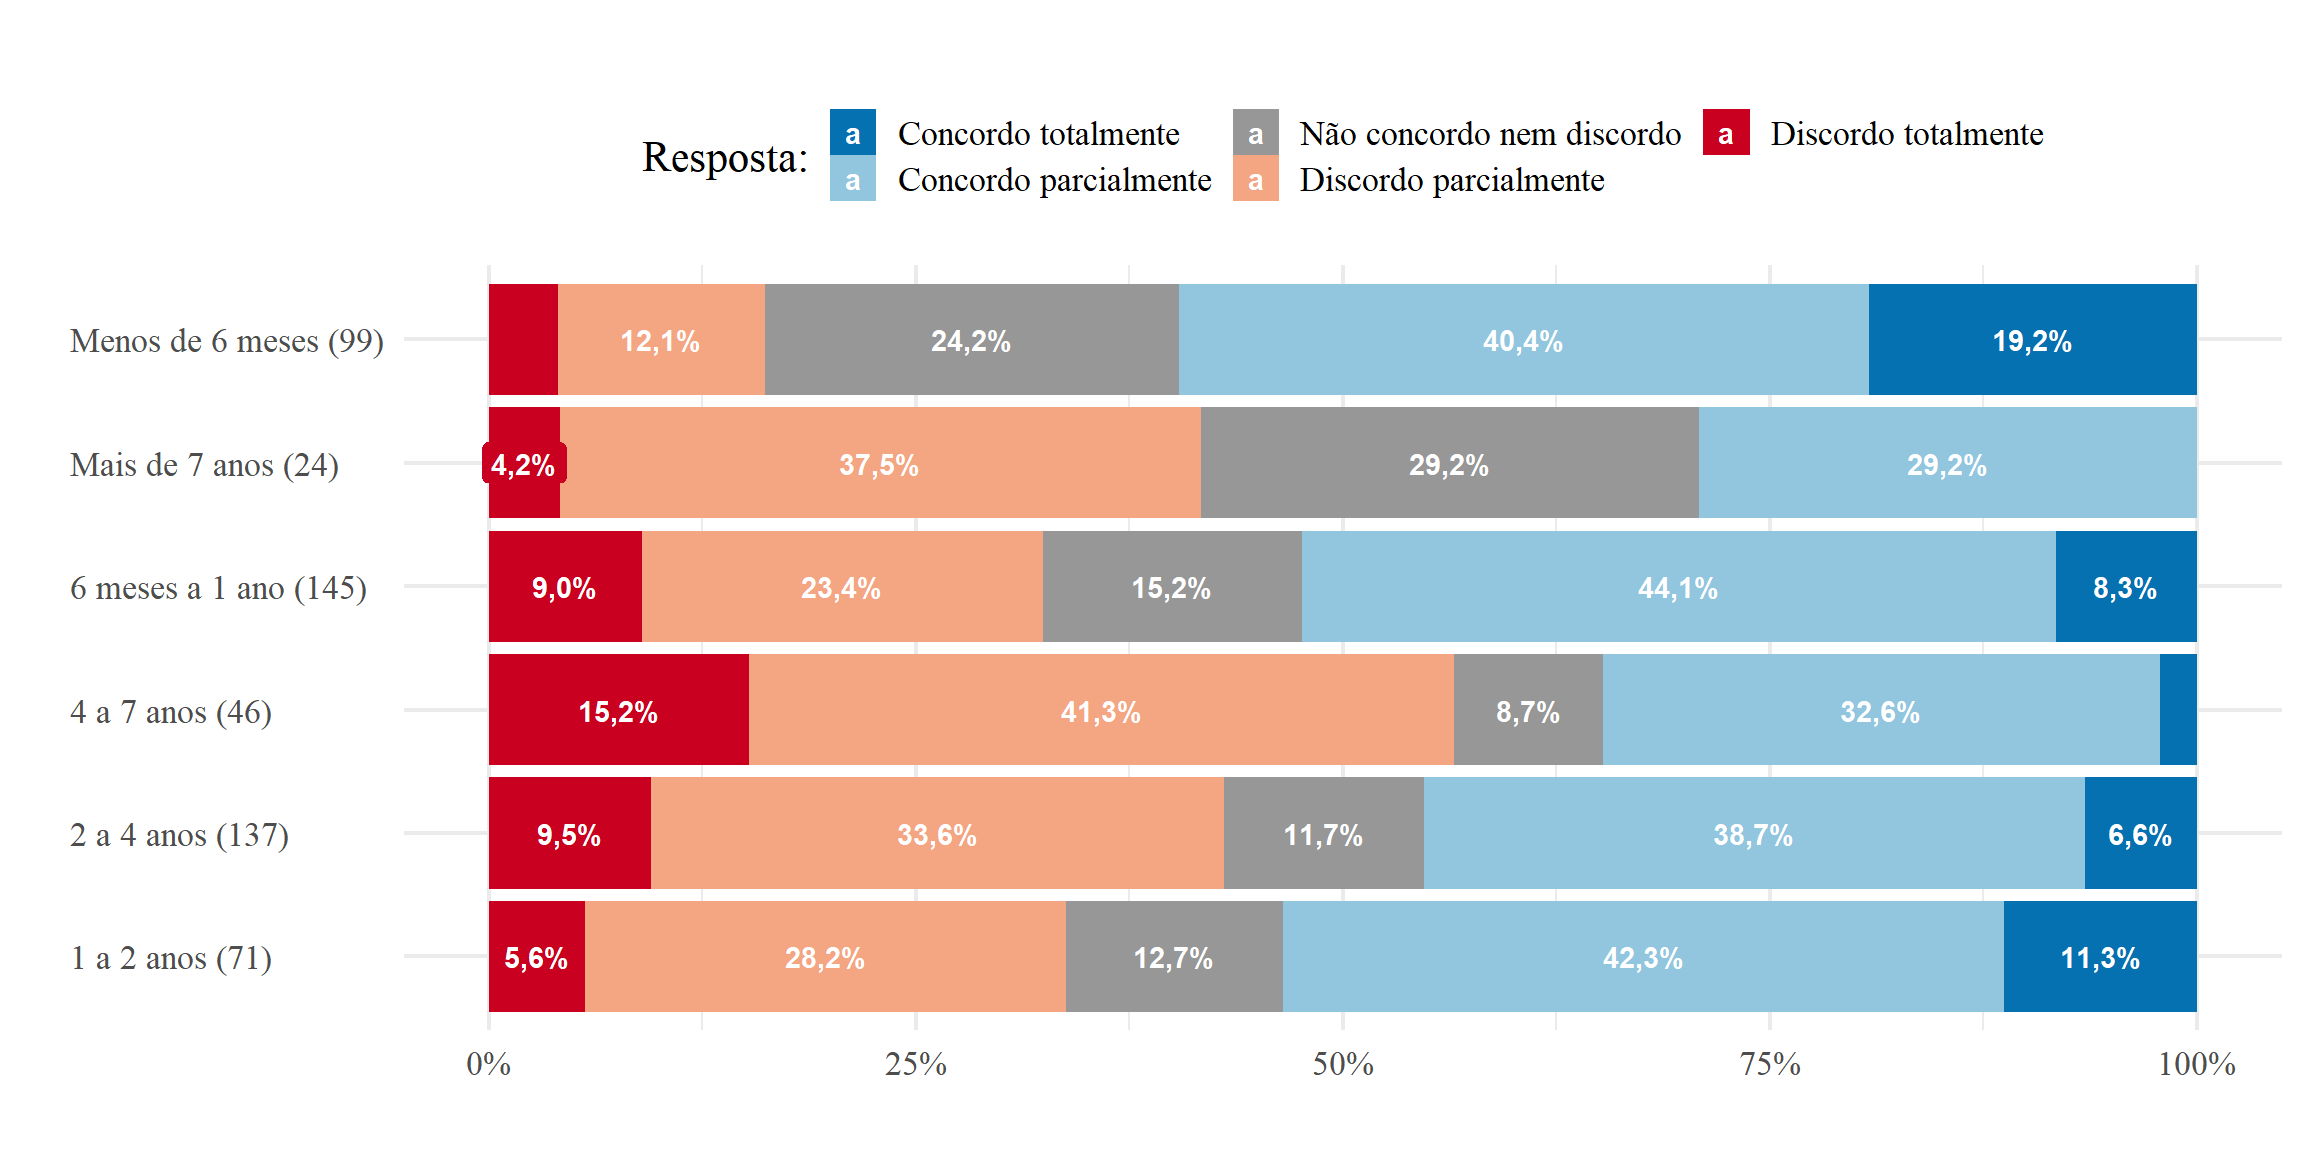 Resposta:
a Concordo totalmente
a Concordo parcialmente
a Não concordo nem discordo
a Discordo parcialmente
a Discordo totalmente
Menos de 6 meses (99) 12,1% 24,2% 40,4% 19,2%
Mais de 7 anos (24) 4,2% 37,5% 29,2% 29,2%
6 meses a 1 ano (145) 9,0% 23,4% 15,2% 44,1% 8,3%
4 a 7 anos (46) 15,2% 41,3% 8,7% 32,6%
2 a 4 anos (137) 9,5% 33,6% 11,7% 38,7% 6,6%
1 a 2 anos (71) 5,6% 28,2% 12,7% 42,3% 11,3%
0% 25% 50% 75% 100%